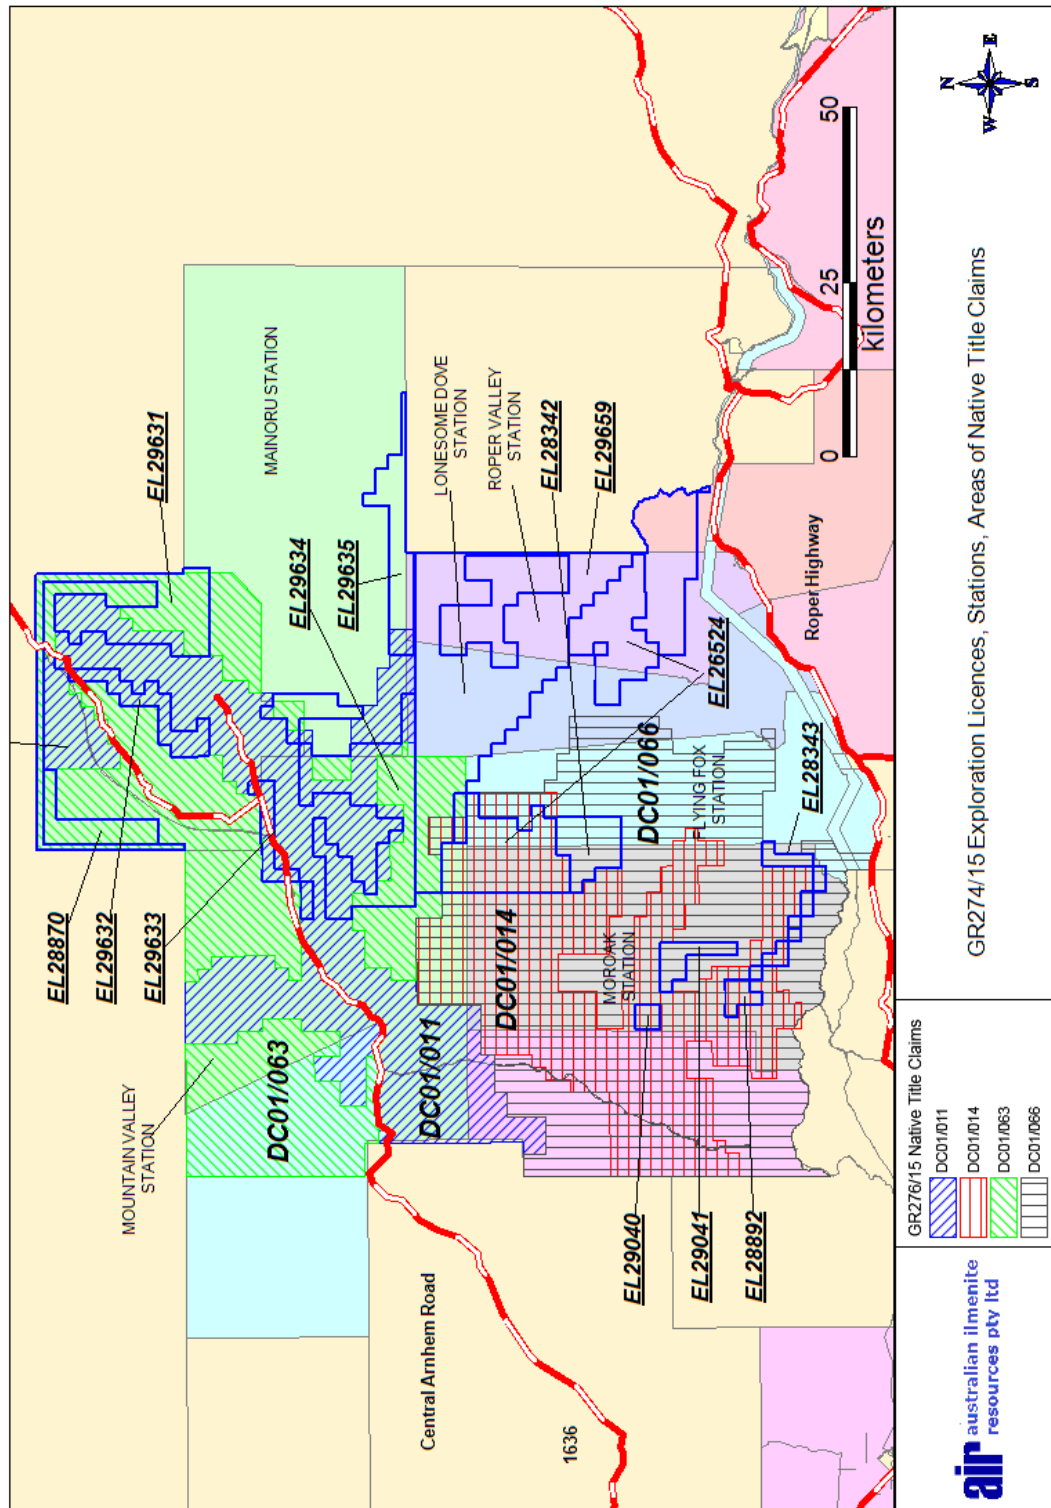 EL28870
EL29632
EL29633
EL29631
MOUNTAIN VALLEY
STATION
MAINORU STATION
DC01/063
EL29634
EL29635
Central Arnhem Road
DC01/011
LONESOME DOVE
STATION
ROPER VALLEY
STATION
EL28342
EL29659
DC01/014
1636
MOROAK
STATION
DC01/066
FLYING FOX
STATION
EL26524
EL29040
EL29041
EL28892
EL28343
Roper Highway
0
25
50
kilometers
N
W
E
S
air
australian ilmenite
resources pty ltd
GR276/15 Native Title Claims
DC01/011
DC01/014
DC01/063
DC01/066
GR274/15 Exploration Licences, Stations, Areas of Native Title Claims